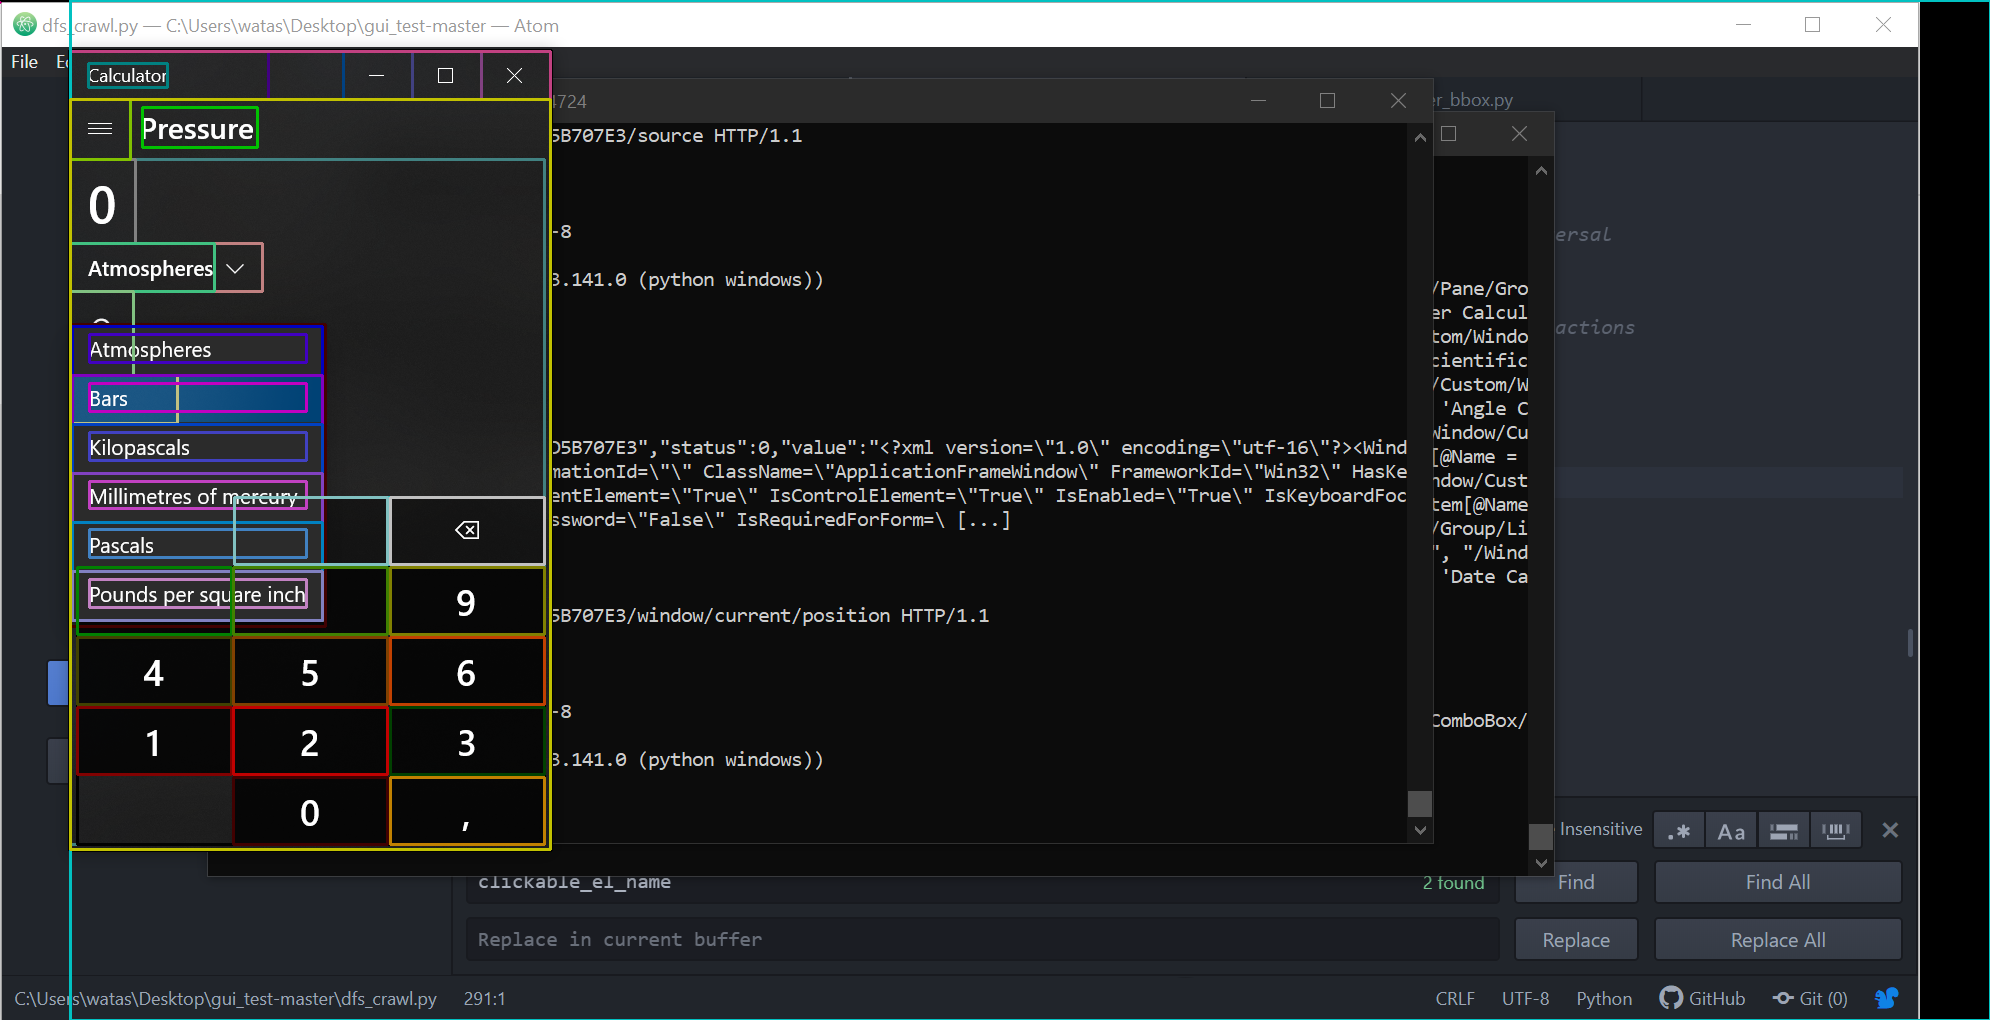 dfs_crawl.py — C:\Users\watas\Desktop\gui_test-master — Atom
File
Calculator
Pressure
0
Atmospheres
Atmospheres
Bars
Kilopascals
Millimetres of mercury
Pascals
Pounds per square inch
9
4 5 6
1 2 3
0 ,
4724
5B707E3/source HTTP/1.1
-8
3.141.0 (python windows))
D5B707E3","status":0,"value":"<?xml version=\"1.0\" encoding=\"utf-16\"?><Wind
mationId=\"\" ClassName=\"ApplicationFrameWindow\" FrameworkId=\"Win32\" HasKe
entElement=\"True\" IsControlElement=\"True\" IsEnabled=\"True\" IsKeyboardFoc
ssword=\"False\" IsRequiredForForm=\ [...]
5B707E3/window/current/position HTTP/1.1
-8
3.141.0 (python windows))
er_bbox.py
/Pane/Gro
er Calcul
tom/Windo
cientific
/Custom/W
'Angle C
Window/Cu
[@Name =
ndow/Cust
tem[@Name
/Group/Li
", "/Wind
'Date Ca
ComboBox/
ersal
actions
Insensitive
.* Aa
clickable_el_name
2 found
Find
Find All
Replace in current buffer
Replace
Replace All
C:\Users\watas\Desktop\gui_test-master\dfs_crawl.py 291:1
CRLF UTF-8 Python GitHub Git (0)